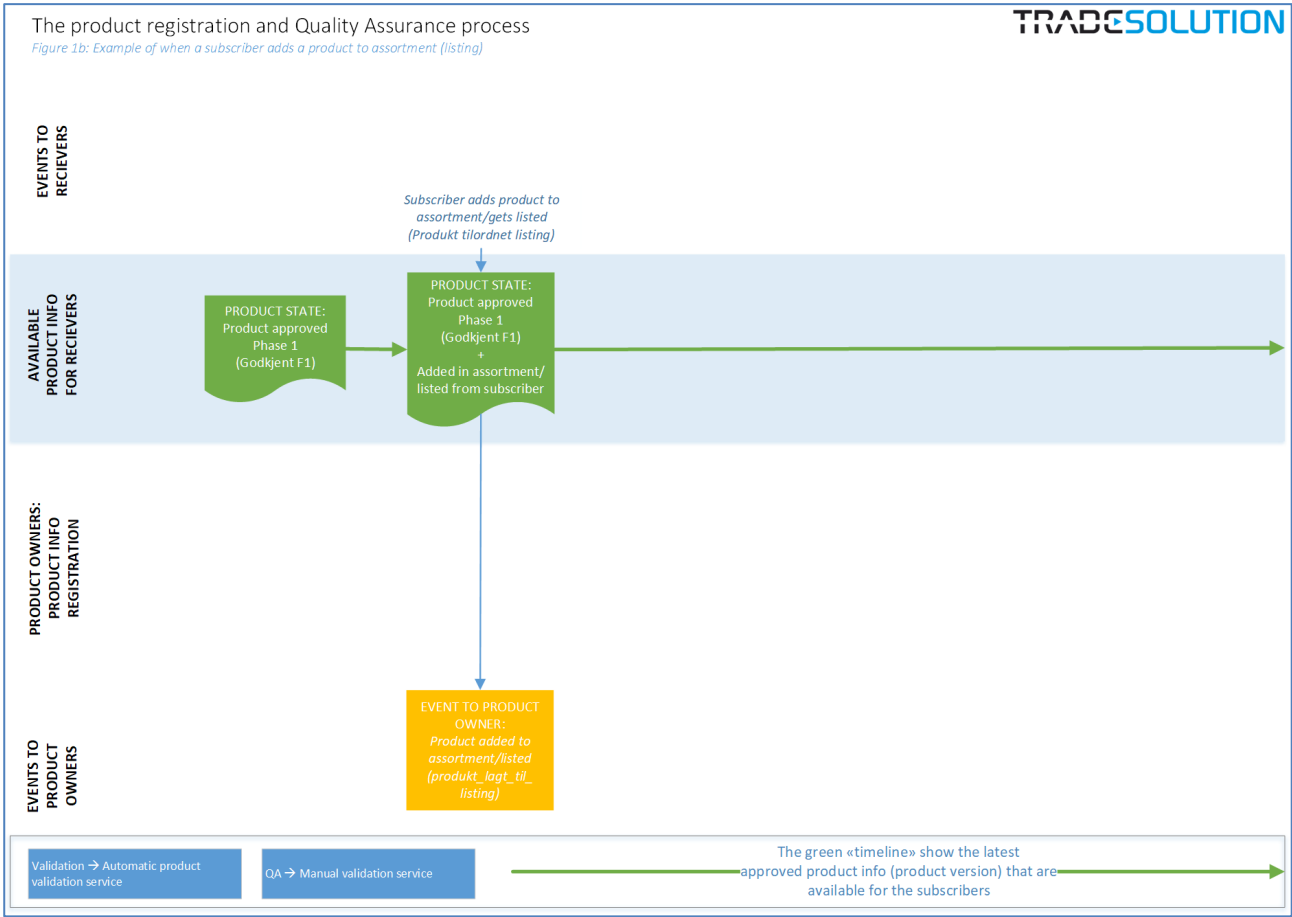 The product registration and Quality Assurance process
TRADESOLUTION
Figure 1b: Example of when a subscriber adds a product to assortment (listing)
EVENTS TO
RECIEVERS
Subscriber adds product to
assortment/gets listed
(Produkt tilordnet listing)
AVAILABLE
PRODUCT INFO
FOR RECIEVERS
PRODUCT STATE:
Product approved
Phase 1
(Godkjent F1)
PRODUCT STATE:
Product approved
Phase 1
(Godkjent F1)
+
Added in assortment/
listed from subscriber
PRODUCT OWNERS:
PRODUCT INFO
REGISTRATION
EVENTS TO
PRODUCT
OWNERS
EVENT TO PRODUCT
OWNER:
Product added to
assortment/listed
(produkt_lagt_til_
listing)
Validation → Automatic product
validation service
QA → Manual validation service
The green «timeline» show the latest
approved product info (product version) that are
available for the subscribers